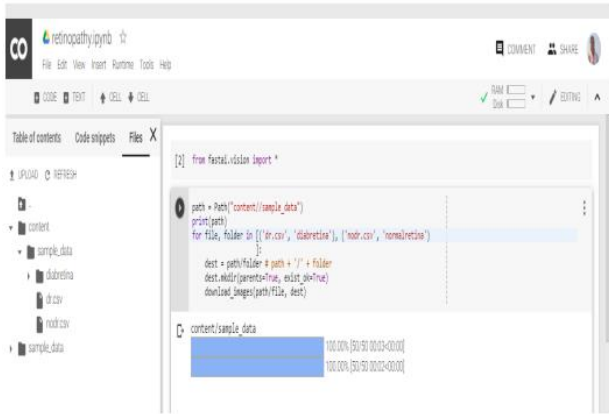 CO
retinopathy.ipynb
File Edit View Insert Runtime Tools Help
COMMENT SHARE
CODE TEXT CELL CELL
RAM
Disk
EDITING
Table of contents Code snippets Files X
UPLOAD REFRESH
..
content
sample_data
diabretina
dr.csv
nodr.csv
sample_data
[2] from fastai.vision import *
path = Path("content//sample_data")
print(path)
for file, folder in [('dr.csv', 'diabretina'), ('nodr.csv', 'normalretina')
]:
dest = path/folder # path + '/' + folder
dest.mkdir(parents=True, exist_ok=True)
download_images(path/file, dest)
content/sample_data
100.00% [50/50 00:03<00:00]
100.00% [50/50 00:02<00:00]